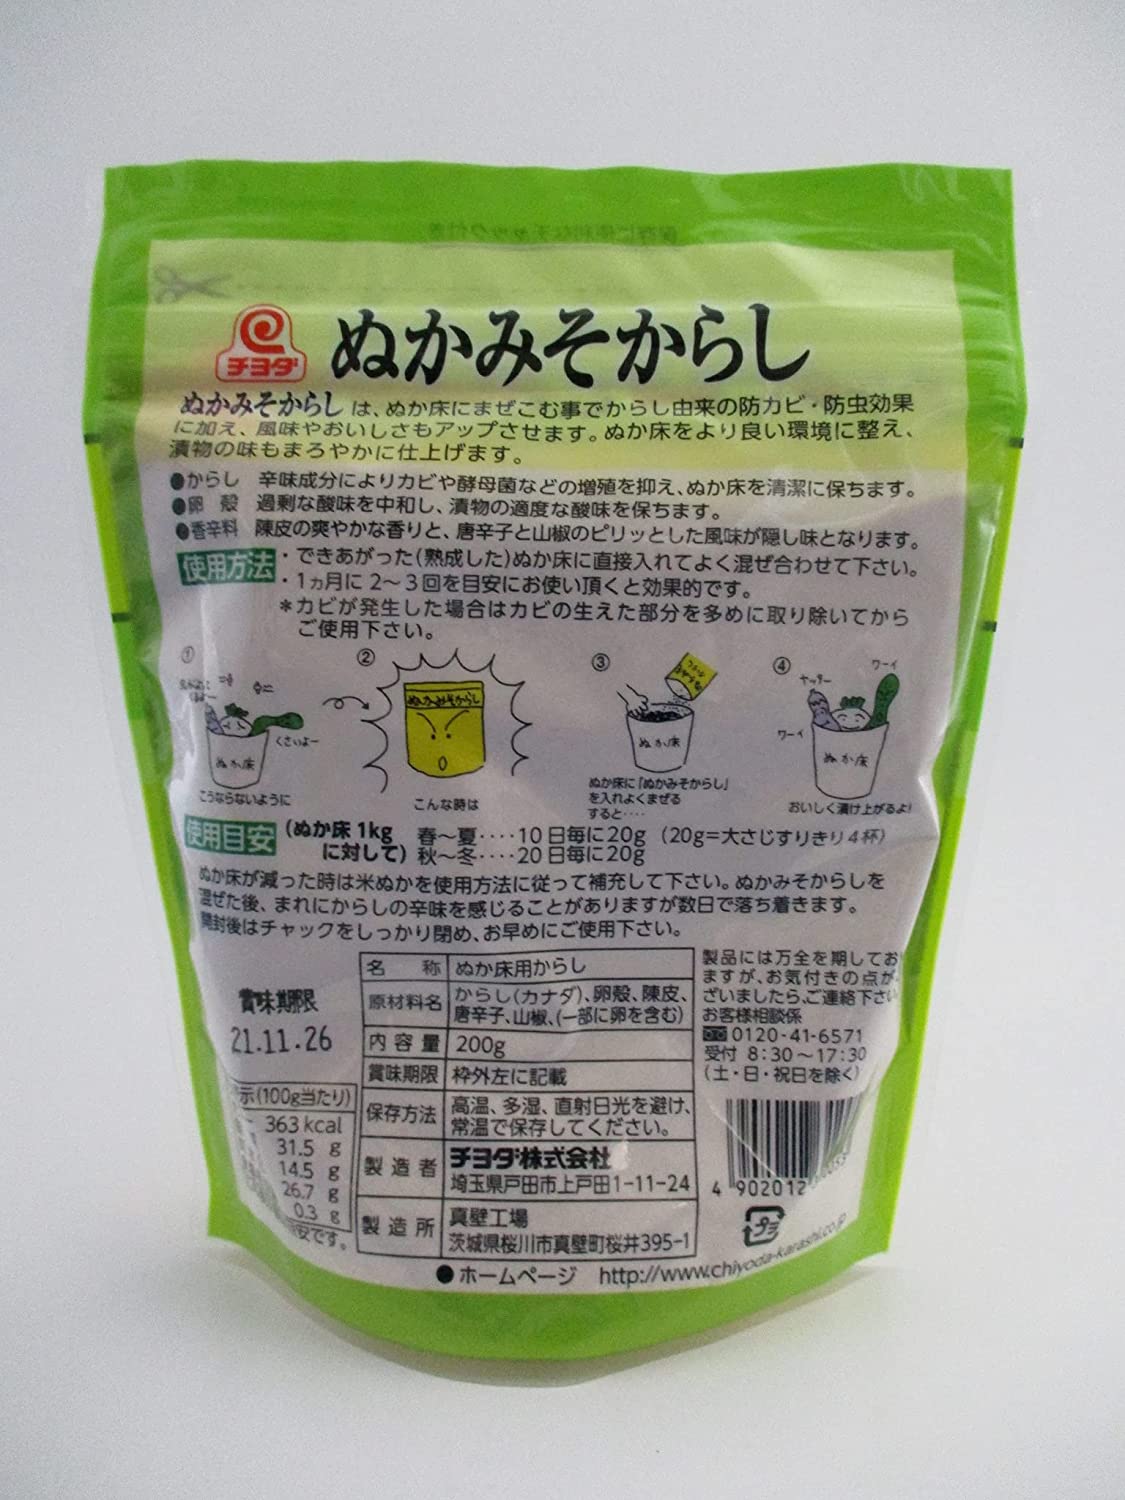 チヨダ
ぬかみそからし
ぬかみそからし は、ぬか床にまぜこむ事でからし由来の防カビ・防虫効果
に加え、風味やおいしさもアップさせます。ぬか床をより良い環境に整え、
漬物の味もまろやかに仕上げます。
●からし 辛味成分によりカビや酵母菌などの増殖を抑え、ぬか床を清潔に保ちます。
●卵殻 過剰な酸味を中和し、漬物の適度な酸味を保ちます。
●香辛料 陳皮の爽やかな香りと、唐辛子と山椒のピリッとした風味が隠し味となります。
使用方法
・できあがった(熟成した)ぬか床に直接入れてよく混ぜ合わせて下さい。
・1ヵ月に2〜3回を目安にお使い頂くと効果的です。
＊カビが発生した場合はカビの生えた部分を多めに取り除いてから
ご使用下さい。
①
くさいよー
ぬか床
こうならないように
②
ぬかみそからし
こんな時は
③
ぬか床
ぬか床に「ぬかみそからし」
を入れよくまぜる
すると‥‥
④
ヤッター
ワーイ
ワーイ
ぬか床
おいしく漬け上がるよ!
使用目安
(ぬか床1kg
に対して)
春〜夏‥‥10日毎に20g (20g=大さじすりきり4杯)
秋〜冬‥‥20日毎に20g
ぬか床が減った時は米ぬかを使用方法に従って補充して下さい。ぬかみそからしを
混ぜた後、まれにからしの辛味を感じることがありますが数日で落ち着きます。
開封後はチャックをしっかり閉め、お早めにご使用下さい。
賞味期限
21.11.26
示(100g当たり)
363kcal
31.5 g
14.5 g
26.7 g
0.3 g
安です。
名称 ぬか床用からし
原材料名 からし(カナダ)、卵殻、陳皮、
唐辛子、山椒、(一部に卵を含む)
内容量 200g
賞味期限 枠外左に記載
保存方法 高温、多湿、直射日光を避け、
常温で保存してください。
製造者 チヨダ株式会社
埼玉県戸田市上戸田1-11-24
製造所 真壁工場
茨城県桜川市真壁町桜井395-1
製品には万全を期してお
ますが、お気付きの点が
ざいましたら、ご連絡下さい
お客様相談係
0120-41-6571
受付 8:30〜17:30
(土・日・祝日を除く)
4 902012
プラ
●ホームページ http://www.chiyoda-karashi.co.jp